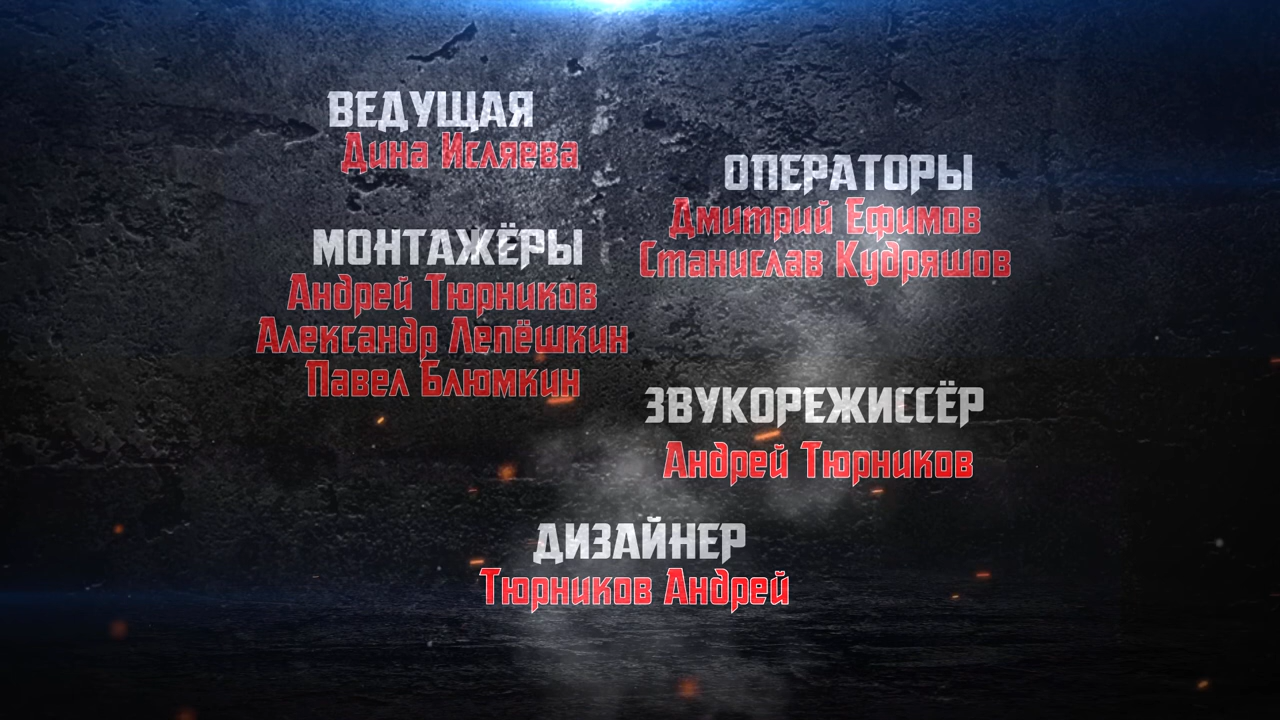 ВЕДУЩАЯ
Дина Исляева
МОНТАЖЁРЫ
Андрей Тюрников
Александр Лепёшкин
Павел Блюмкин
ОПЕРАТОРЫ
Дмитрий Ефимов
Станислав Кудряшов
ЗВУКОРЕЖИССЁР
Андрей Тюрников
ДИЗАЙНЕР
Тюрников Андрей